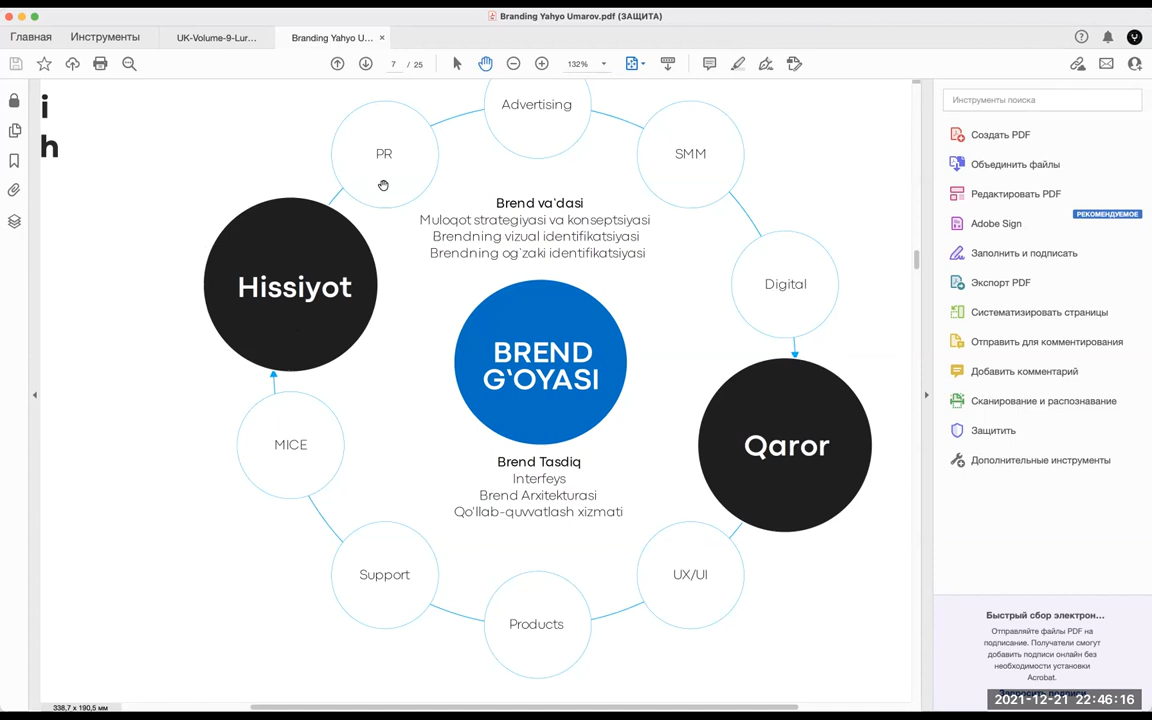 Branding Yahyo Umarov.pdf (ЗАЩИТА)
Главная
Инструменты
UK-Volume-9-Lur...
Branding Yahyo U... ×
7 / 25
132%
i
h
Advertising
PR
SMM
Brend va'dasi
Muloqot strategiyasi va konseptsiyasi
Brendning vizual identifikatsiyasi
Brendning og'zaki identifikatsiyasi
Hissiyot
Digital
BREND
G‘OYASI
MICE
Qaror
Brend Tasdiq
Interfeys
Brend Arxitekturasi
Qo'llab-quvvatlash xizmati
Support
UX/UI
Products
338,7 x 190,5 мм
Инструменты поиска
Создать PDF
Объединить файлы
Редактировать PDF
РЕКОМЕНДУЕМОЕ
Adobe Sign
Заполнить и подписать
Экспорт PDF
Систематизировать страницы
Отправить для комментирования
Добавить комментарий
Сканирование и распознавание
Защитить
Дополнительные инструменты
Быстрый сбор электрон...
Отправляйте файлы PDF на
подписание. Получатели смогут
добавить подписи онлайн без
необходимости установки
Acrobat.
2021-12-21 22:46:16